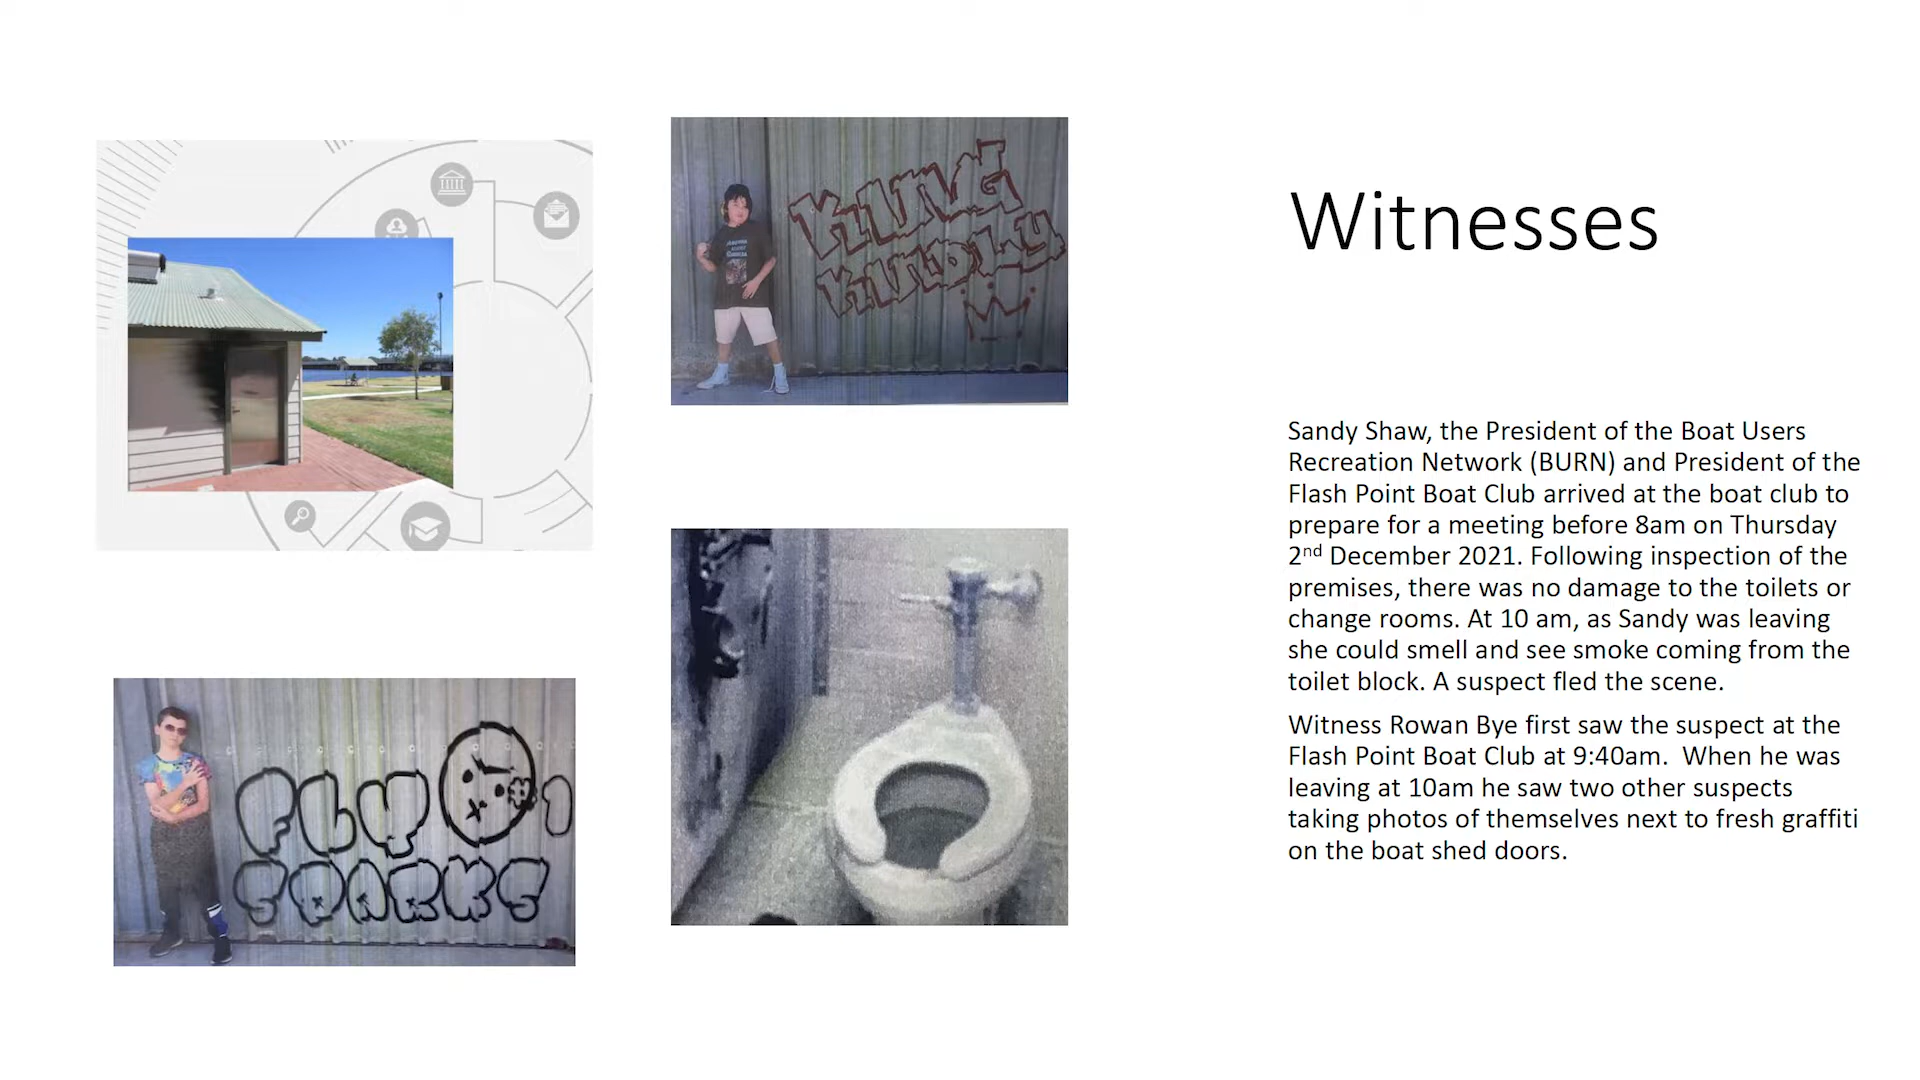 Witnesses
Sandy Shaw, the President of the Boat Users
Recreation Network (BURN) and President of the
Flash Point Boat Club arrived at the boat club to
prepare for a meeting before 8am on Thursday
2nd December 2021. Following inspection of the
premises, there was no damage to the toilets or
change rooms. At 10 am, as Sandy was leaving
she could smell and see smoke coming from the
toilet block. A suspect fled the scene.
Witness Rowan Bye first saw the suspect at the
Flash Point Boat Club at 9:40am.  When he was
leaving at 10am he saw two other suspects
taking photos of themselves next to fresh graffiti
on the boat shed doors.
KING
KINDLY
FLY #1
SPARKS